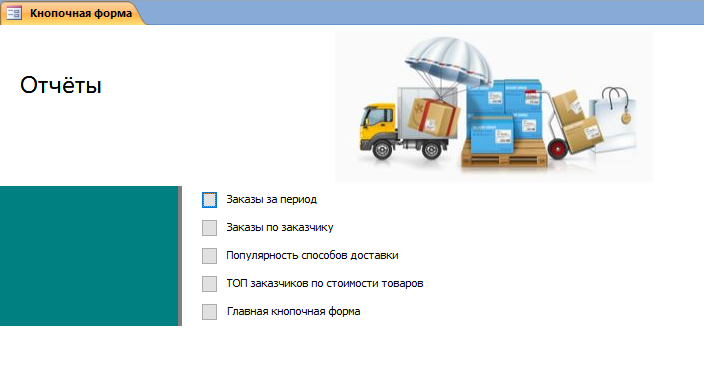 Кнопочная форма
Отчёты
Заказы за период
Заказы по заказчику
Популярность способов доставки
ТОП заказчиков по стоимости товаров
Главная кнопочная форма